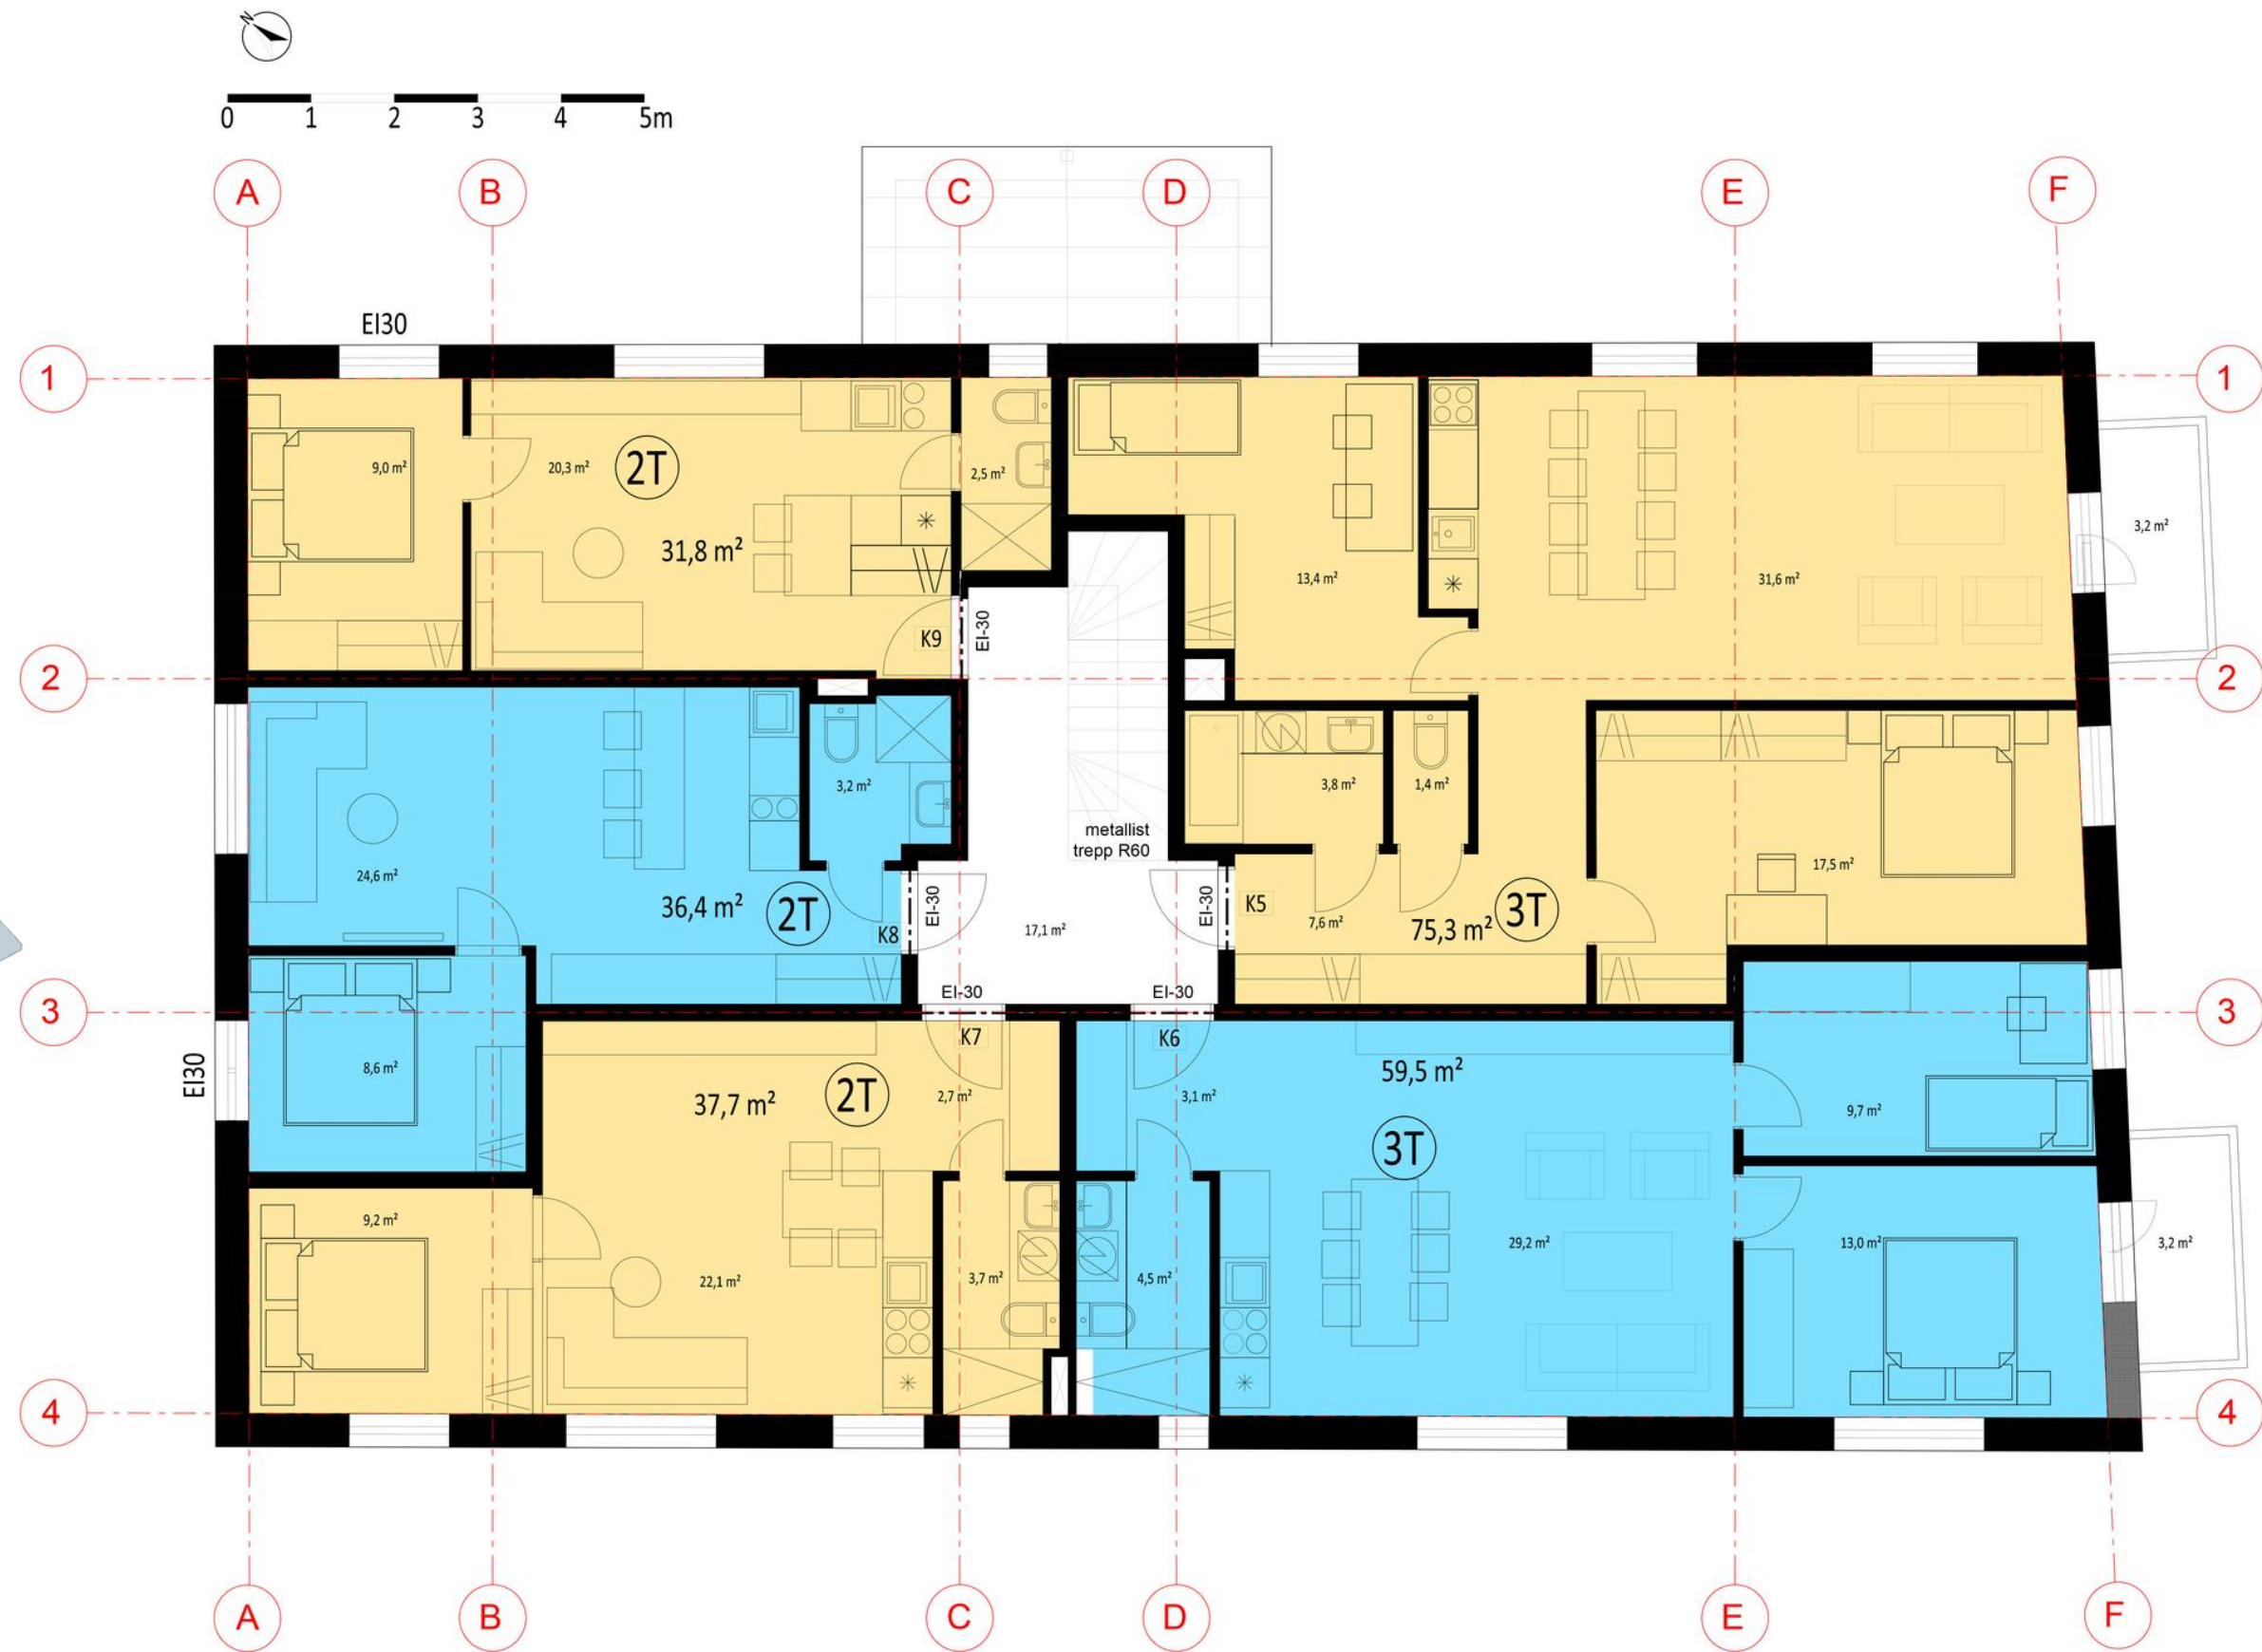 N
0 1 2 3 4 5m
A B C D E F
EI30
1 1
9,0 m²
20,3 m²
2T
2,5 m²
31,8 m²
13,4 m²
31,6 m²
3,2 m²
K9
EI-30
2 2
3,2 m²
3,8 m²
1,4 m²
metallist
trepp R60
24,6 m²
36,4 m²
2T
K8
EI-30
17,1 m²
EI-30
K5
7,6 m²
75,3 m²
3T
17,5 m²
EI-30
EI-30
3 3
EI30
8,6 m²
K7
K6
37,7 m²
2T
2,7 m²
3,1 m²
59,5 m²
3T
9,7 m²
9,2 m²
22,1 m²
3,7 m²
4,5 m²
29,2 m²
13,0 m²
3,2 m²
4 4
A B C D E F